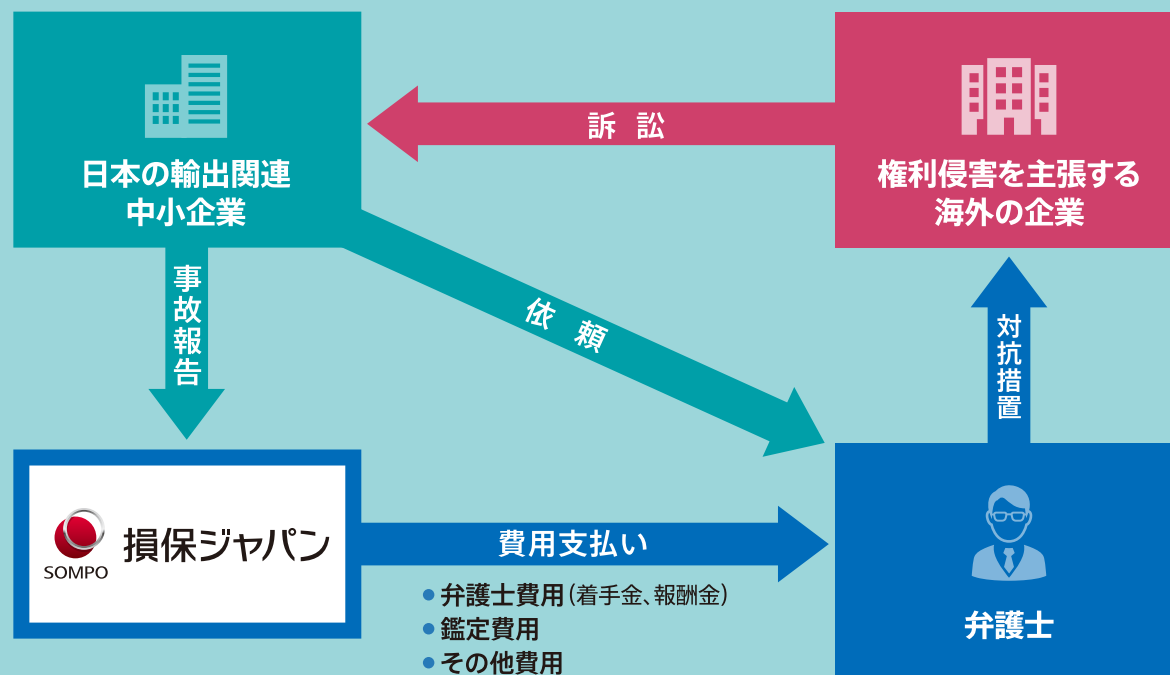 日本の輸出関連
中小企業
訴訟
権利侵害を主張する
海外の企業
事故報告
依頼
対抗措置
SOMPO
損保ジャパン
費用支払い
● 弁護士費用(着手金、報酬金)
● 鑑定費用
● その他費用
弁護士